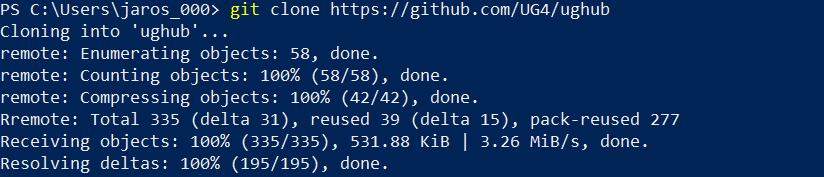 PS C:\Users\jaros_000> git clone https://github.com/UG4/ughub
Cloning into 'ughub'...
remote: Enumerating objects: 58, done.
remote: Counting objects: 100% (58/58), done.
remote: Compressing objects: 100% (42/42), done.
Rremote: Total 335 (delta 31), reused 39 (delta 15), pack-reused 277
Receiving objects: 100% (335/335), 531.88 KiB | 3.26 MiB/s, done.
Resolving deltas: 100% (195/195), done.